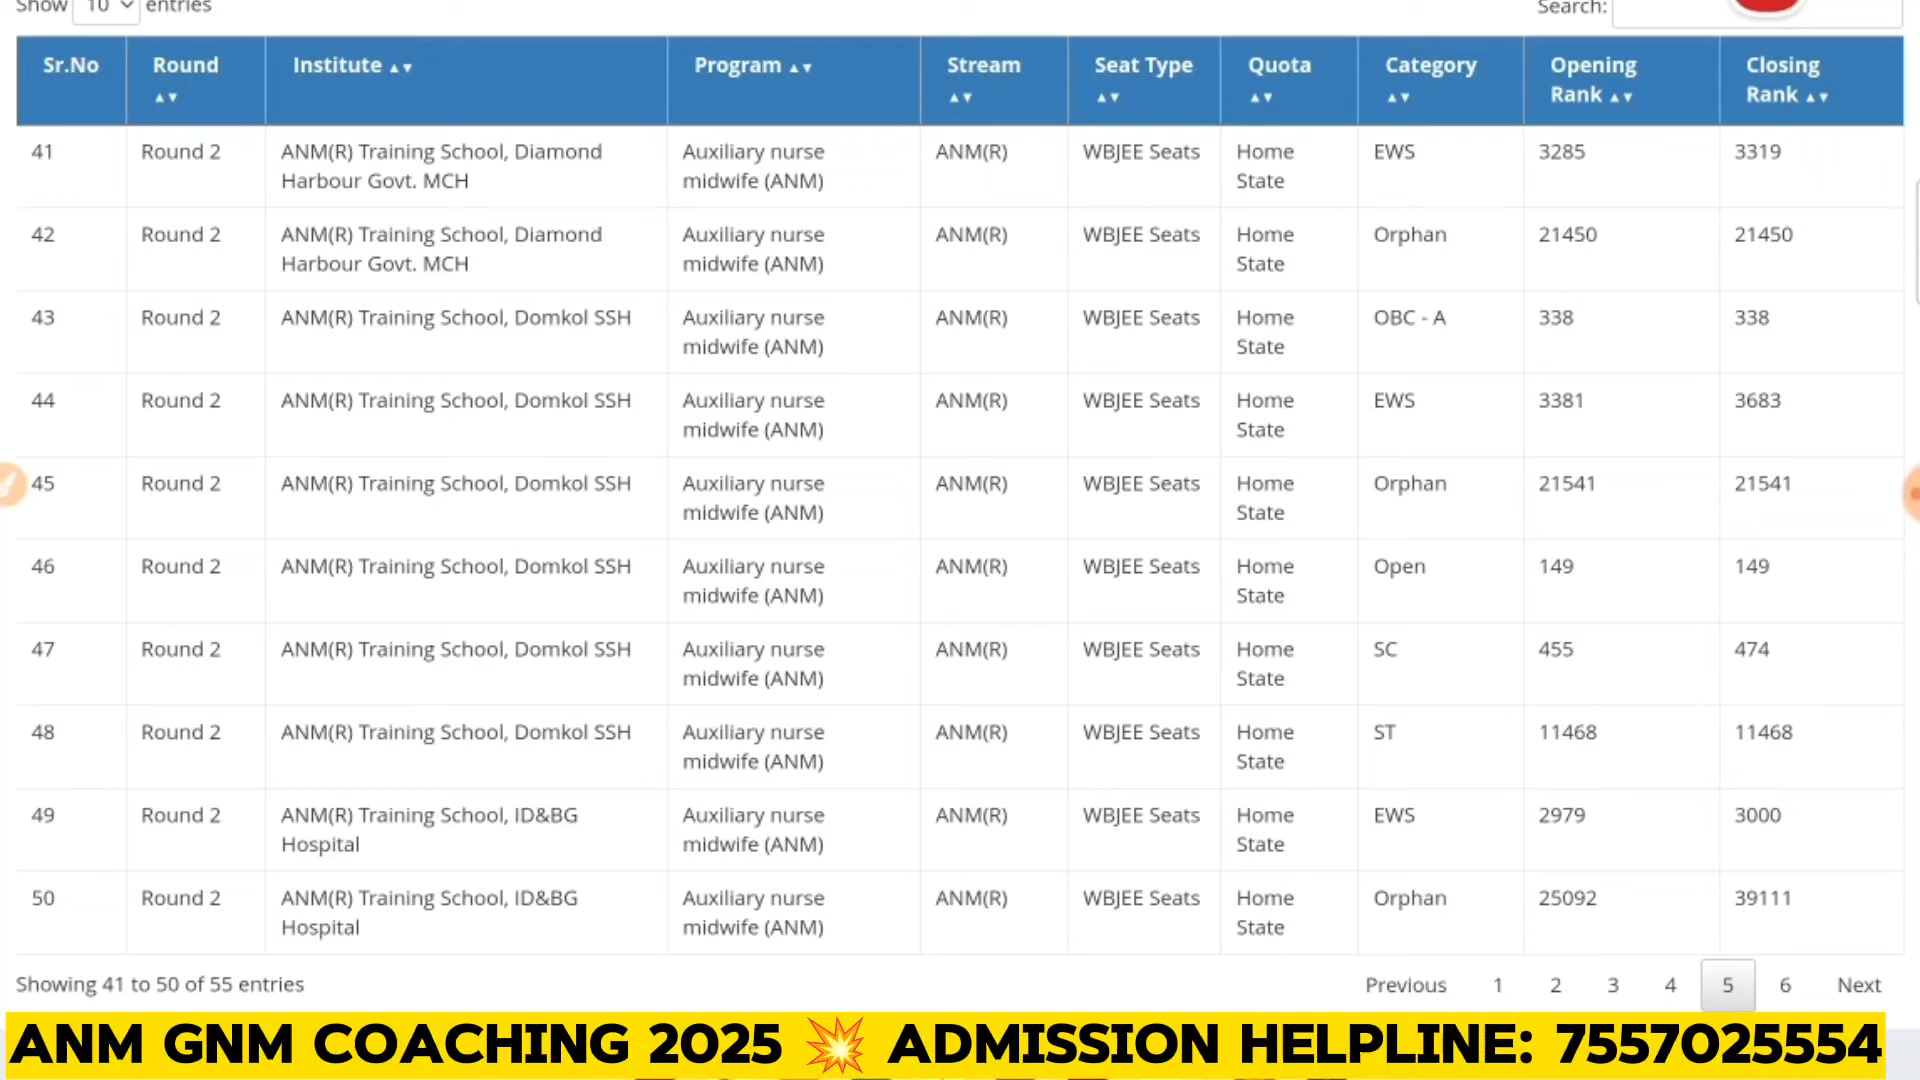 Show 10 entries Search:
Sr.No Round Institute Program Stream Seat Type Quota Category Opening Rank Closing Rank
41 Round 2 ANM(R) Training School, Diamond Harbour Govt. MCH Auxiliary nurse midwife (ANM) ANM(R) WBJEE Seats Home State EWS 3285 3319
42 Round 2 ANM(R) Training School, Diamond Harbour Govt. MCH Auxiliary nurse midwife (ANM) ANM(R) WBJEE Seats Home State Orphan 21450 21450
43 Round 2 ANM(R) Training School, Domkol SSH Auxiliary nurse midwife (ANM) ANM(R) WBJEE Seats Home State OBC - A 338 338
44 Round 2 ANM(R) Training School, Domkol SSH Auxiliary nurse midwife (ANM) ANM(R) WBJEE Seats Home State EWS 3381 3683
45 Round 2 ANM(R) Training School, Domkol SSH Auxiliary nurse midwife (ANM) ANM(R) WBJEE Seats Home State Orphan 21541 21541
46 Round 2 ANM(R) Training School, Domkol SSH Auxiliary nurse midwife (ANM) ANM(R) WBJEE Seats Home State Open 149 149
47 Round 2 ANM(R) Training School, Domkol SSH Auxiliary nurse midwife (ANM) ANM(R) WBJEE Seats Home State SC 455 474
48 Round 2 ANM(R) Training School, Domkol SSH Auxiliary nurse midwife (ANM) ANM(R) WBJEE Seats Home State ST 11468 11468
49 Round 2 ANM(R) Training School, ID&BG Hospital Auxiliary nurse midwife (ANM) ANM(R) WBJEE Seats Home State EWS 2979 3000
50 Round 2 ANM(R) Training School, ID&BG Hospital Auxiliary nurse midwife (ANM) ANM(R) WBJEE Seats Home State Orphan 25092 39111
Showing 41 to 50 of 55 entries Previous 1 2 3 4 5 6 Next
ANM GNM COACHING 2025 💥 ADMISSION HELPLINE: 7557025554